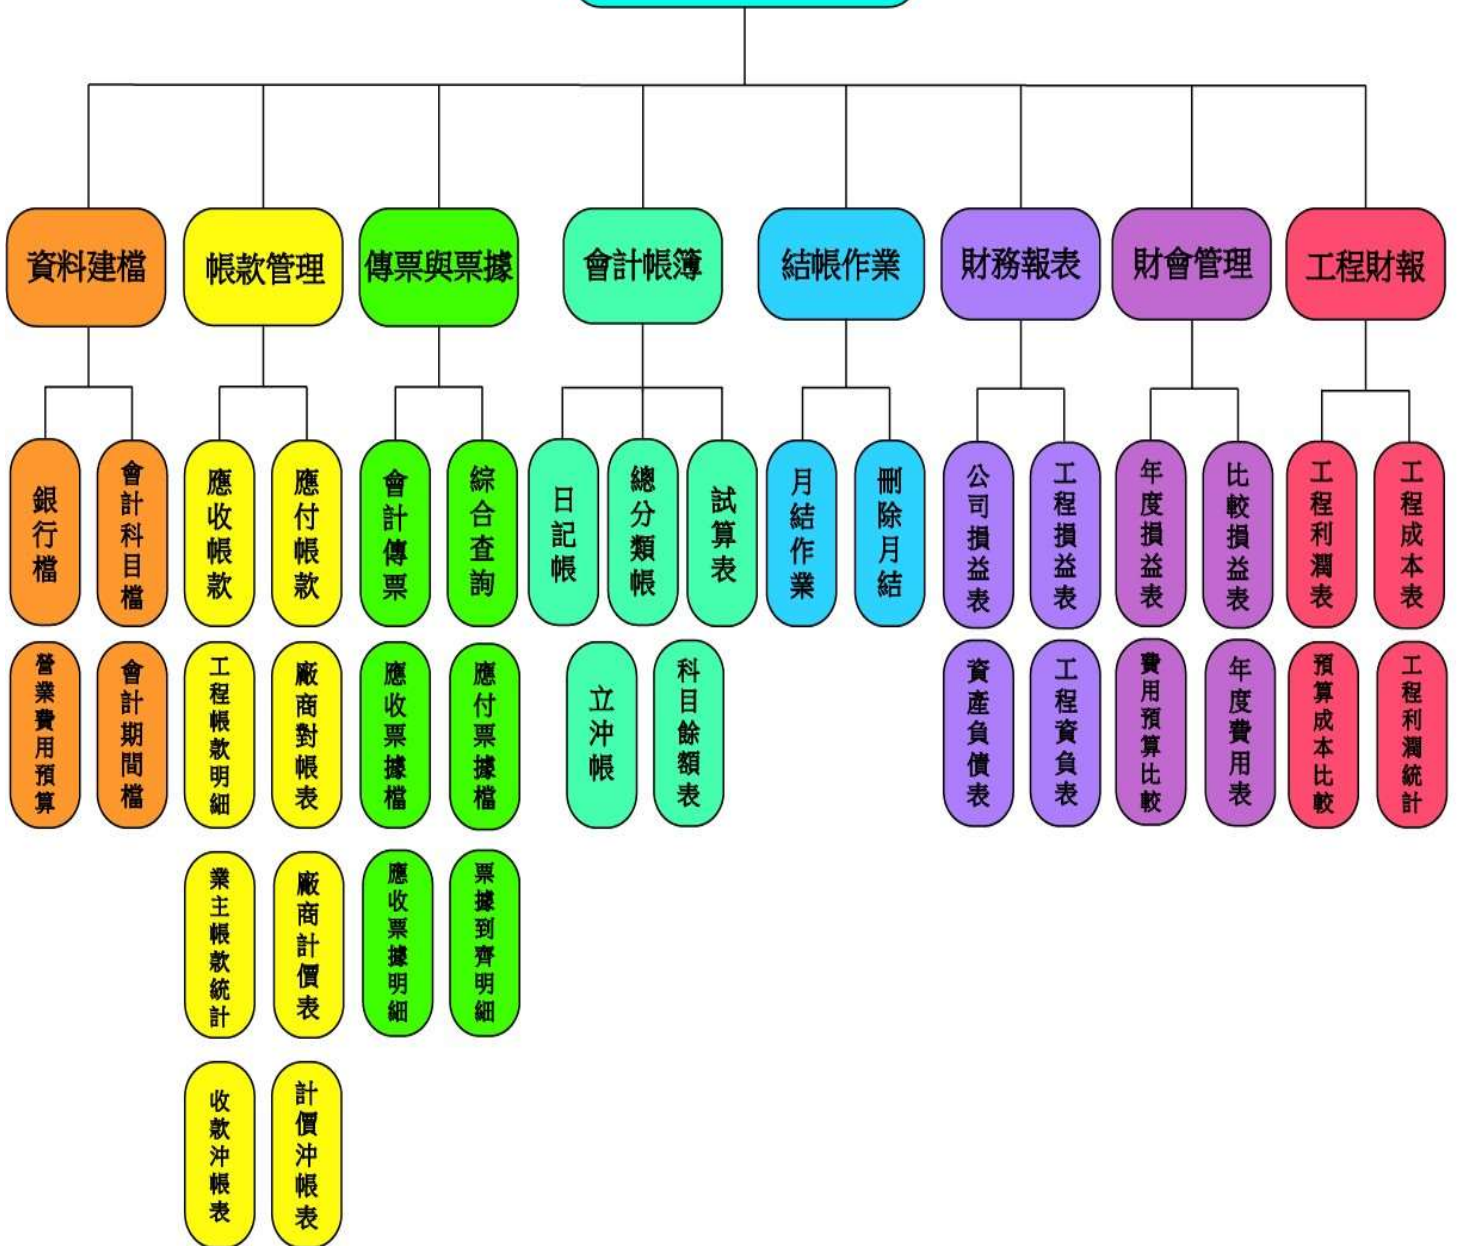 資料建檔
帳款管理
傳票與票據
會計帳簿
結帳作業
財務報表
財會管理
工程財報
銀行檔
會計科目檔
應收帳款
應付帳款
會計傳票
綜合查詢
日記帳
總分類帳
試算表
月結作業
刪除月結
公司損益表
工程損益表
年度損益表
比較損益表
工程利潤表
工程成本表
營業費用預算
會計期間檔
工程帳款明細
廠商對帳表
應收票據檔
應付票據檔
立沖帳
科目餘額表
資產負債表
工程資負表
費用預算比較
年度費用表
預算成本比較
工程利潤統計
業主帳款統計
廠商計價表
應收票據明細
票據到齊明細
收款沖帳表
計價沖帳表